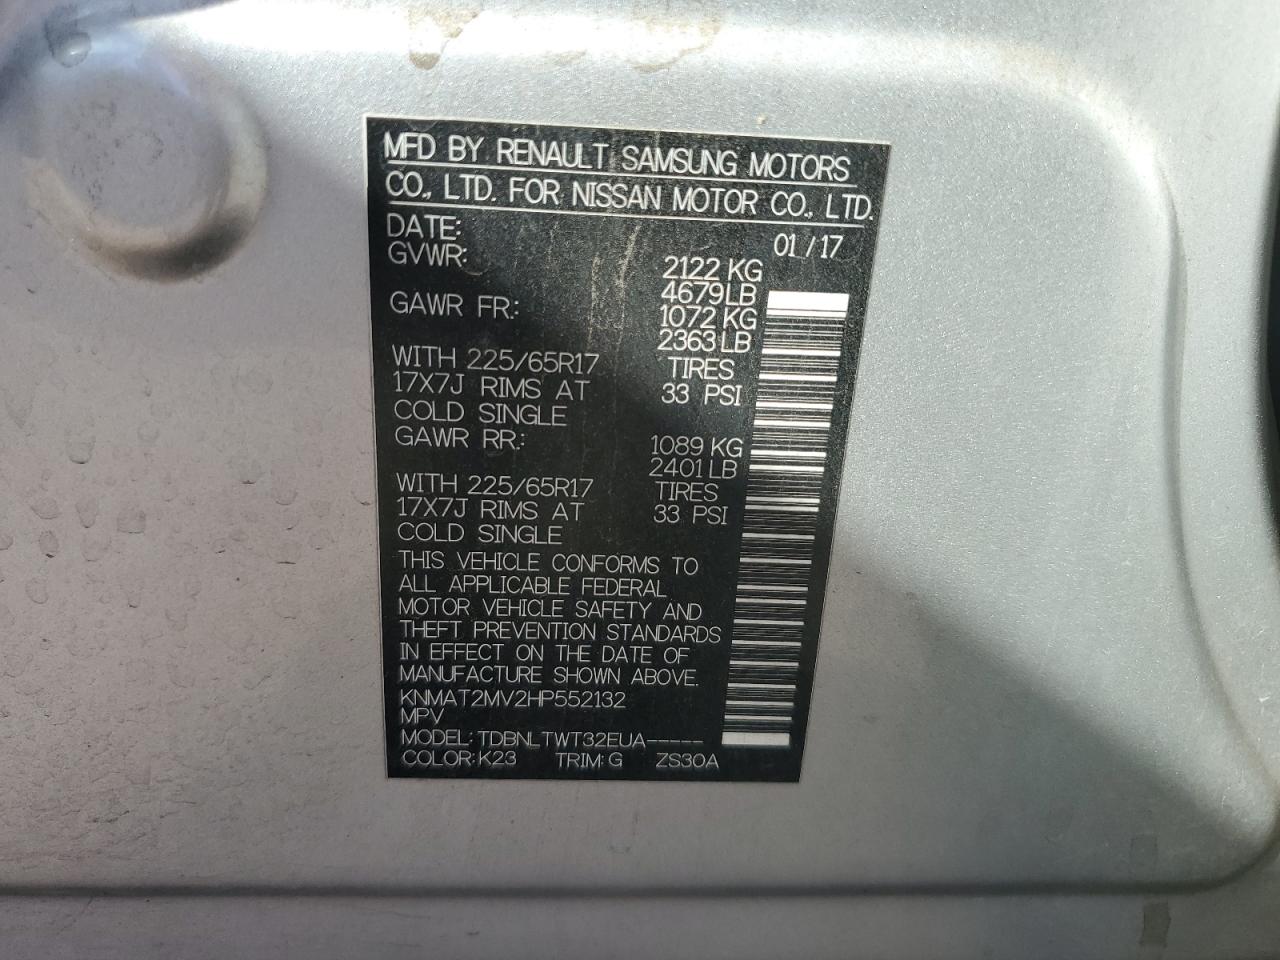 MFD BY RENAULT SAMSUNG MOTORS
CO., LTD. FOR NISSAN MOTOR CO., LTD.
DATE: 01/17
GVWR: 2122 KG
4679LB
GAWR FR: 1072 KG
2363LB
WITH 225/65R17 TIRES
17X7J RIMS AT 33 PSI
COLD SINGLE
GAWR RR: 1089 KG
2401LB
WITH 225/65R17 TIRES
17X7J RIMS AT 33 PSI
COLD SINGLE
THIS VEHICLE CONFORMS TO
ALL APPLICABLE FEDERAL
MOTOR VEHICLE SAFETY AND
THEFT PREVENTION STANDARDS
IN EFFECT ON THE DATE OF
MANUFACTURE SHOWN ABOVE.
KNMAT2MV2HP552132
MPV
MODEL: TDBNLTWT32EUA-----
COLOR:K23 TRIM:G ZS30A